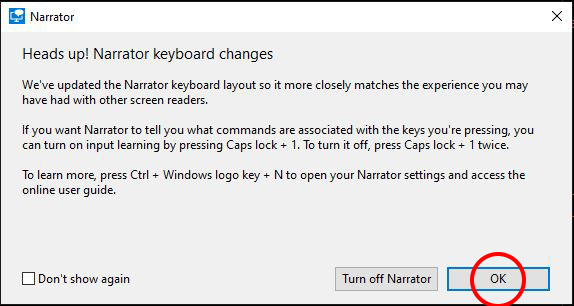 Narrator
Heads up! Narrator keyboard changes
We've updated the Narrator keyboard layout so it more closely matches the experience you may
have had with other screen readers.
If you want Narrator to tell you what commands are associated with the keys you're pressing, you
can turn on input learning by pressing Caps lock + 1. To turn it off, press Caps lock + 1 twice.
To learn more, press Ctrl + Windows logo key + N to open your Narrator settings and access the
online user guide.
Don't show again
Turn off Narrator
OK